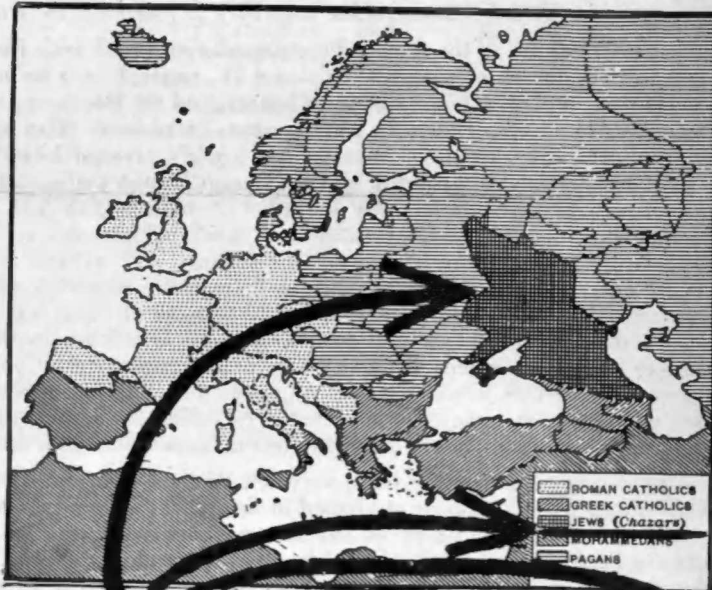 ROMAN CATHOLICS
GREEK CATHOLICS
JEWS (Chazars)
MOHAMMEDANS
PAGANS